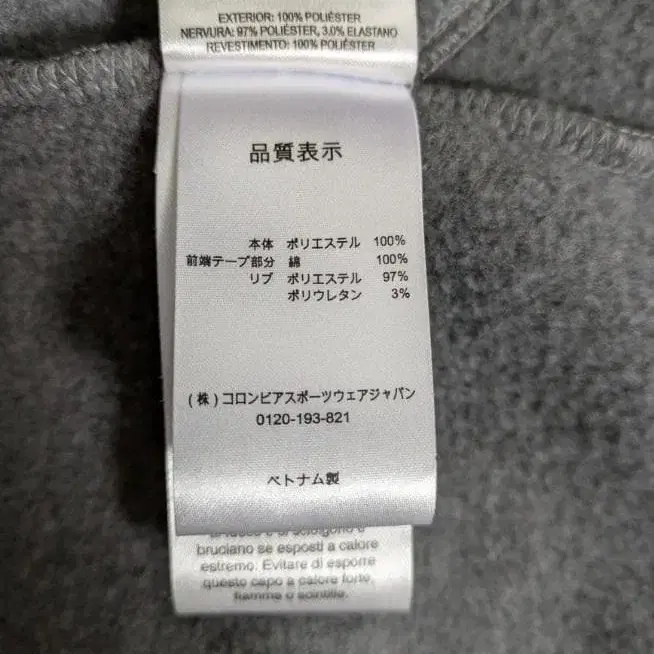 EXTERIOR: 100% POLIÉSTER
NERVURA: 97% POLIÉSTER, 3.0% ELASTANO
REVESTIMENTO: 100% POLIÉSTER
品質表示
本体 ポリエステル 100%
前端テープ部分 綿 100%
リブ ポリエステル 97%
ポリウレタン 3%
(株)コロンビアスポーツウェアジャパン
0120-193-821
ベトナム製
bruciano se esposti a calore
estremo. Evitare di esporre
questo capo a calore forte
fiamme o scintille.